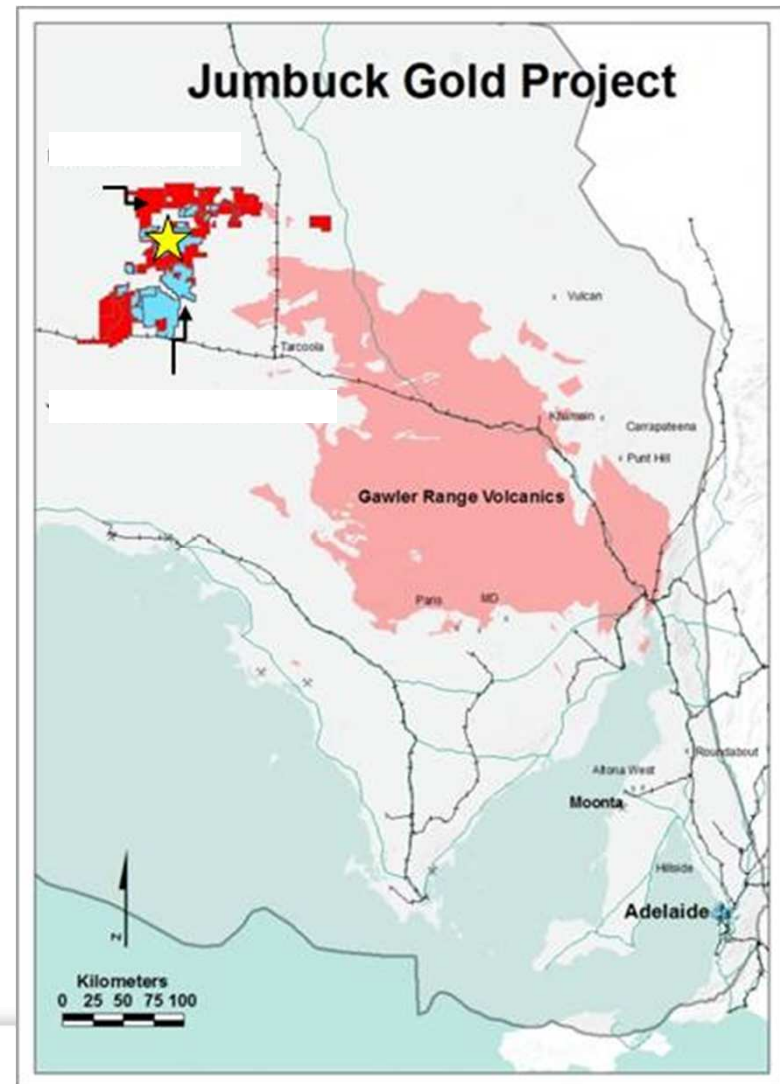 Jumbuck Gold Project
Vulcan
Tarcoola
Khamsin
Carrapateena
Punt Hill
Gawler Range Volcanics
Paris
MD
Roundabout
Altona West
Moonta
Hillside
Adelaide
N
Kilometers
0 25 50 75 100